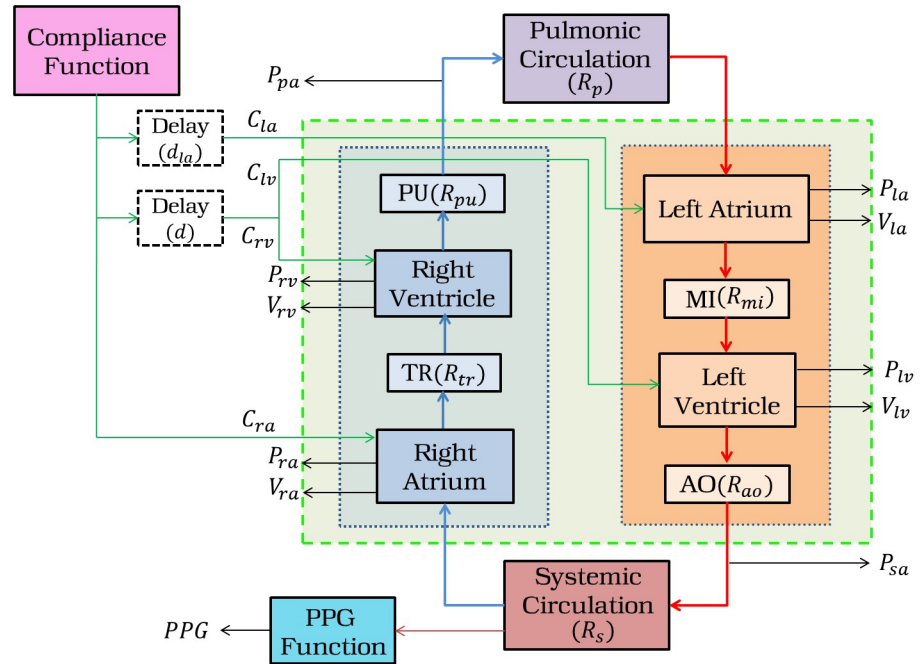 Compliance
Function
Pulmonic
Circulation
(R_p)
P_pa
Delay
(d_la)
C_la
C_lv
Delay
(d)
C_rv
PU(R_pu)
Left Atrium
P_la
V_la
Right
Ventricle
P_rv
V_rv
MI(R_mi)
TR(R_tr)
Left
Ventricle
P_lv
V_lv
C_ra
Right
Atrium
P_ra
V_ra
AO(R_ao)
P_sa
Systemic
Circulation
(R_s)
PPG
Function
PPG